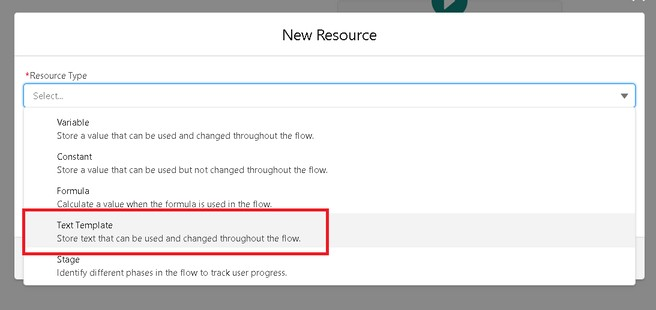 New Resource
*Resource Type
Select...
Variable
Store a value that can be used and changed throughout the flow.
Constant
Store a value that can be used but not changed throughout the flow.
Formula
Calculate a value when the formula is used in the flow.
Text Template
Store text that can be used and changed throughout the flow.
Stage
Identify different phases in the flow to track user progress.